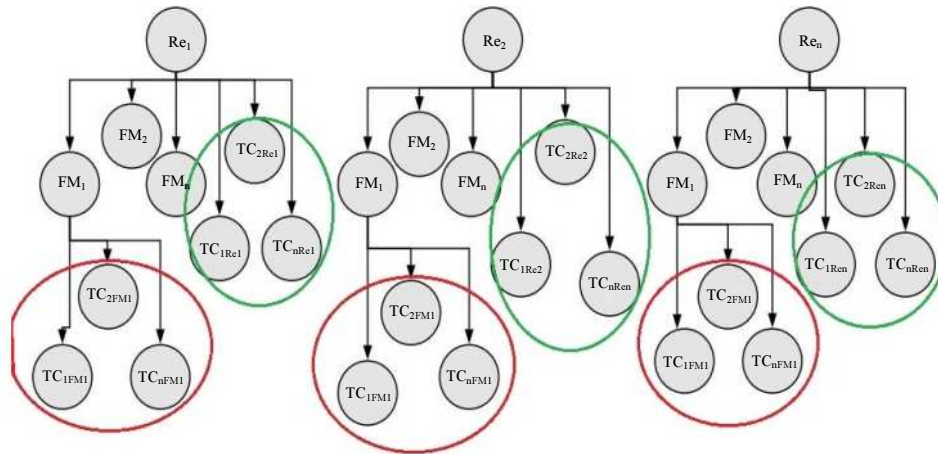 Re1
FM1
FM2
FMn
TC2Re1
TC1Re1
TCnRe1
TC2FM1
TC1FM1
TCnFM1
Re2
FM1
FM2
FMn
TC2Re2
TC1Re2
TCnRen
TC2FM1
TC1FM1
TCnFM1
Ren
FM1
FM2
FMn
TC2Ren
TC1Ren
TCnRen
TC2FM1
TC1FM1
TCnFM1